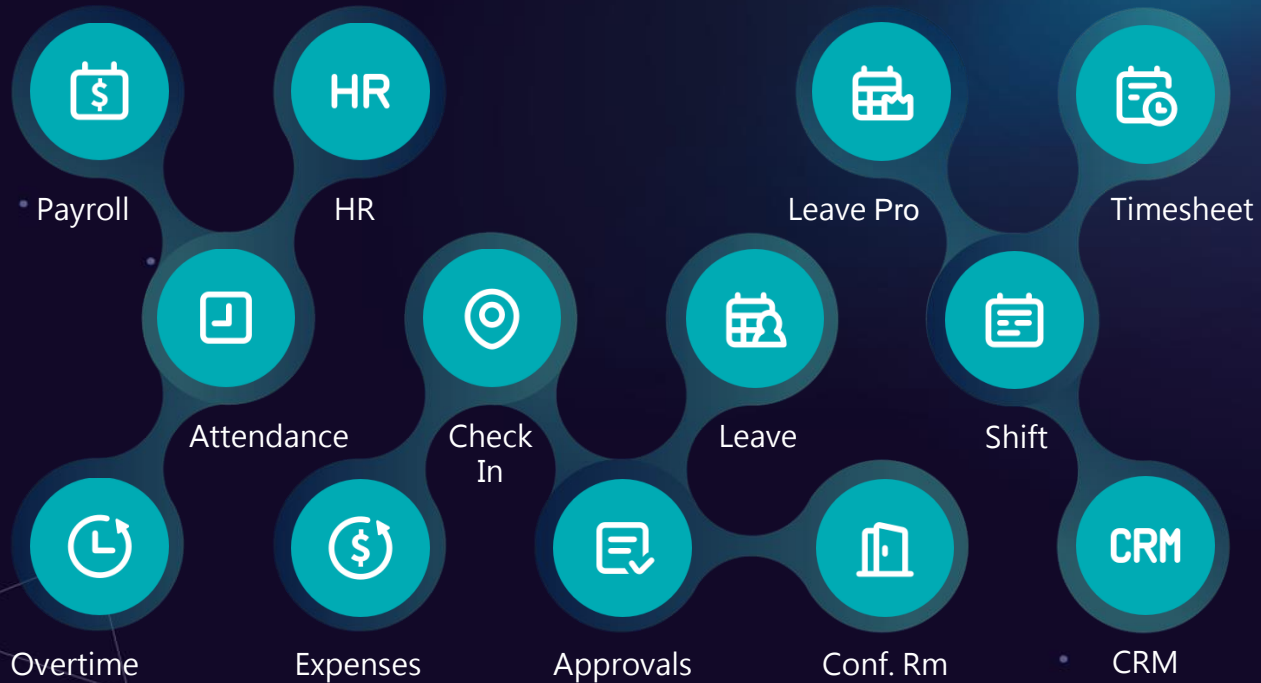 HR
Payroll
HR
Leave Pro
Timesheet
Attendance
Check
In
Leave
Shift
CRM
Overtime
Expenses
Approvals
Conf. Rm
CRM